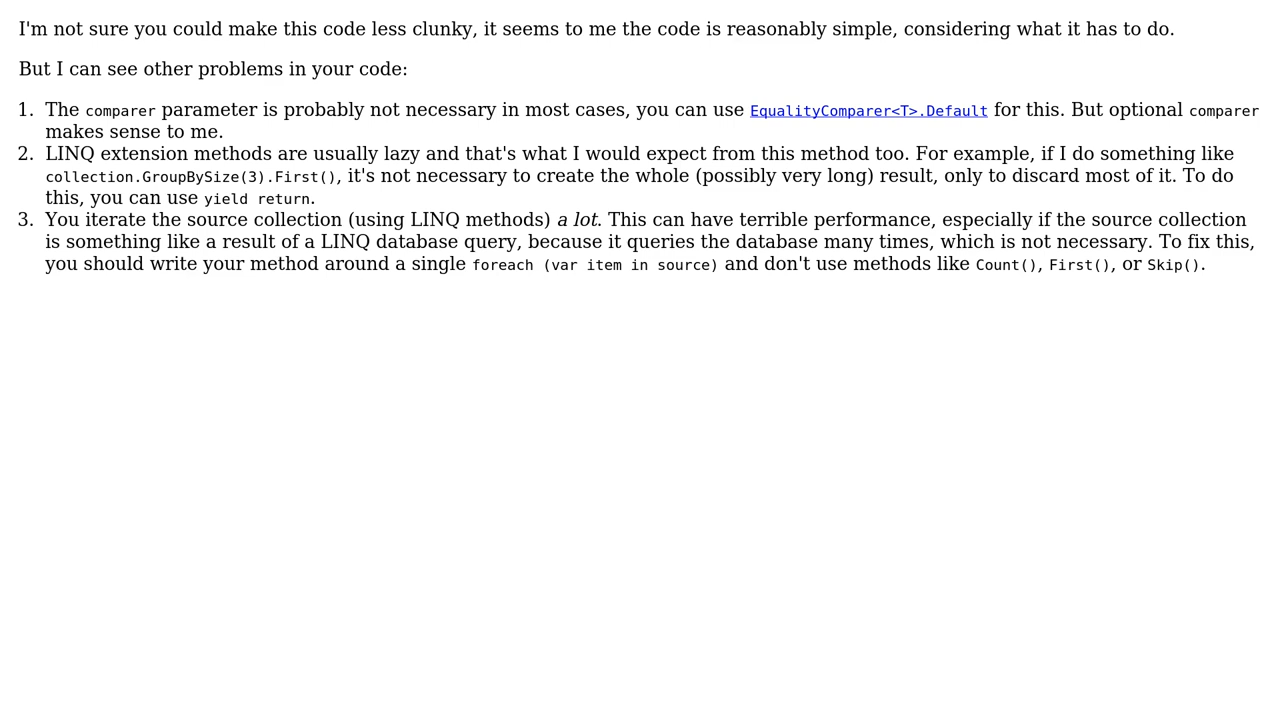 I'm not sure you could make this code less clunky, it seems to me the code is reasonably simple, considering what it has to do.
But I can see other problems in your code:
1. The comparer parameter is probably not necessary in most cases, you can use EqualityComparer<T>.Default for this. But optional comparer
makes sense to me.
2. LINQ extension methods are usually lazy and that's what I would expect from this method too. For example, if I do something like
collection.GroupBySize(3).First(), it's not necessary to create the whole (possibly very long) result, only to discard most of it. To do
this, you can use yield return.
3. You iterate the source collection (using LINQ methods) a lot. This can have terrible performance, especially if the source collection
is something like a result of a LINQ database query, because it queries the database many times, which is not necessary. To fix this,
you should write your method around a single foreach (var item in source) and don't use methods like Count(), First(), or Skip().